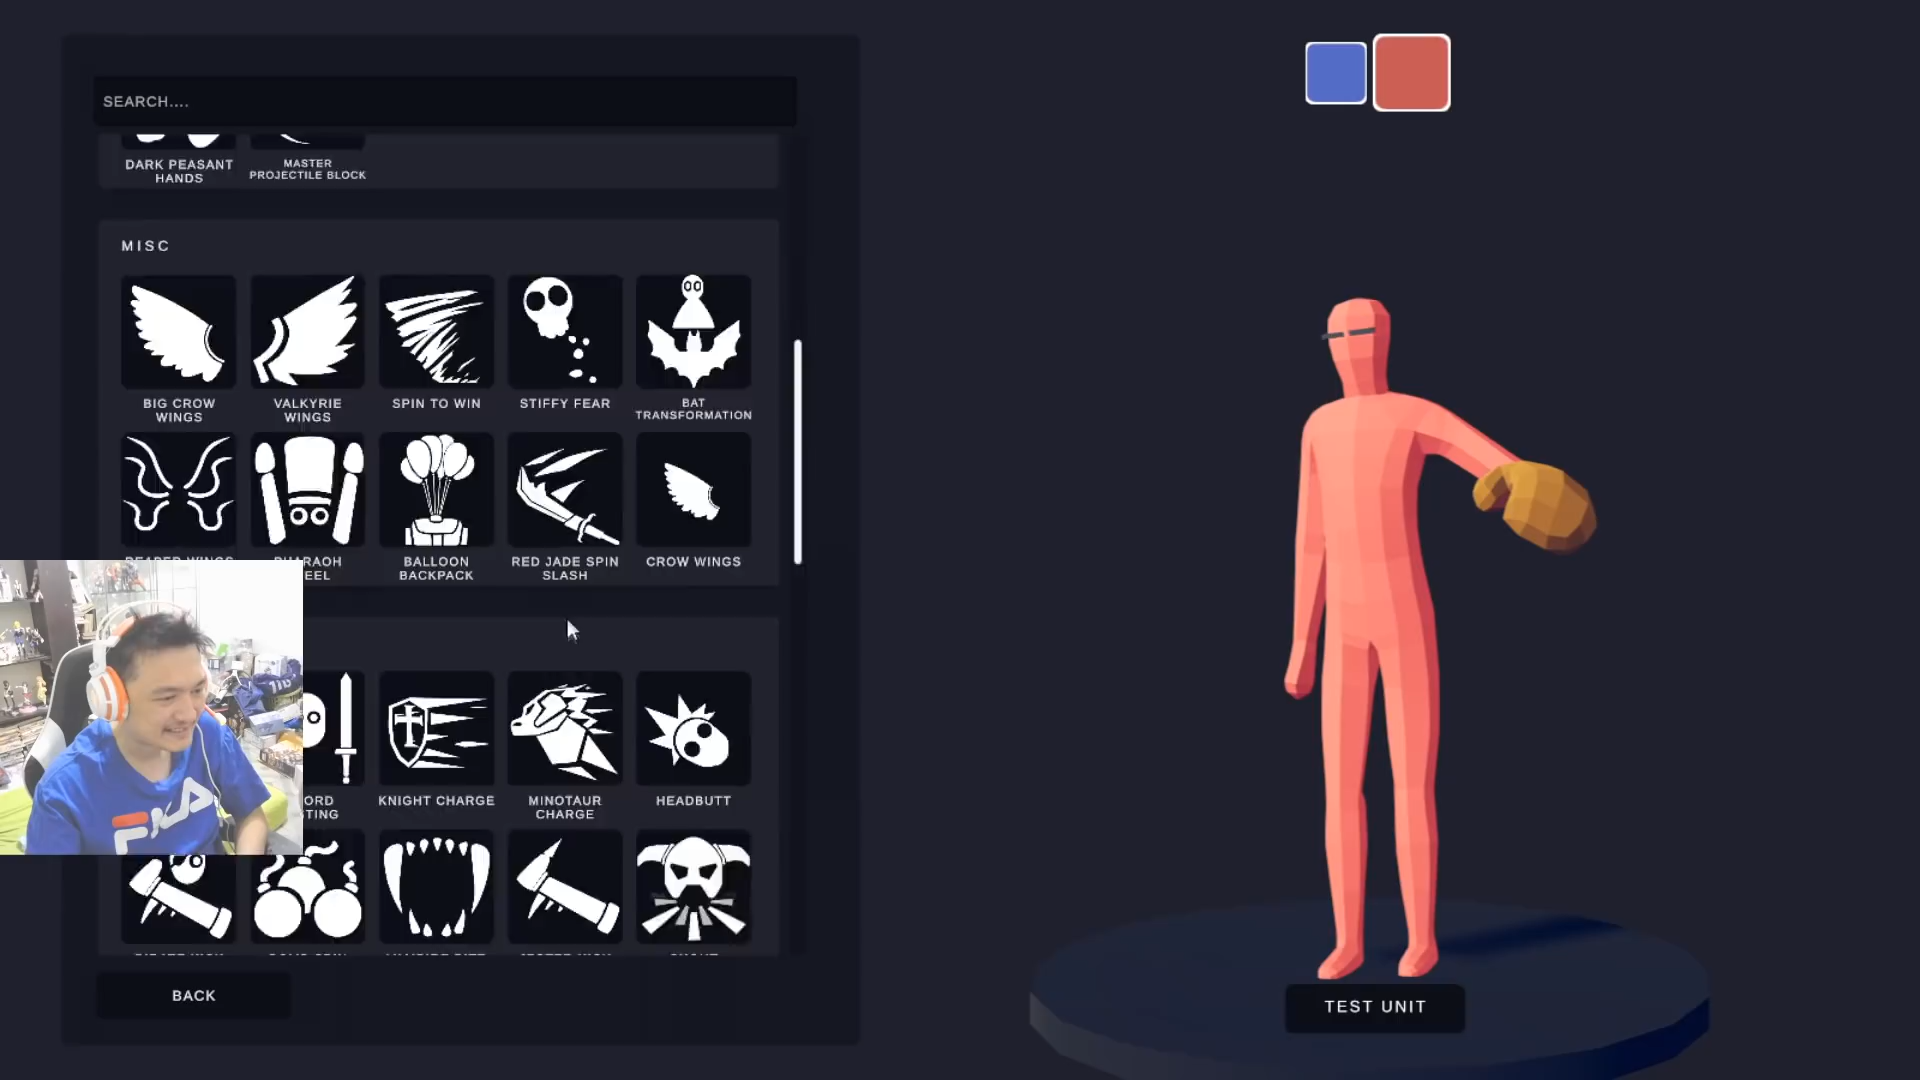 SEARCH....
DARK PEASANT
HANDS
MASTER
PROJECTILE BLOCK
MISC
BIG CROW
WINGS
VALKYRIE
WINGS
SPIN TO WIN
STIFFY FEAR
BAT
TRANSFORMATION
BALLOON
BACKPACK
RED JADE SPIN
SLASH
CROW WINGS
KNIGHT CHARGE
MINOTAUR
CHARGE
HEADBUTT
FILA
BACK
TEST UNIT